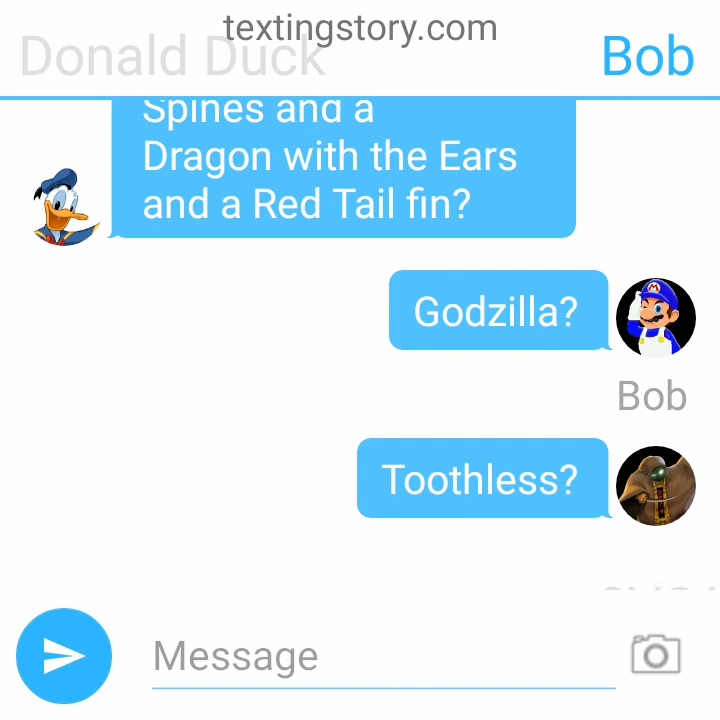 textingstory.com
Donald Duck
Bob
Spines and a
Dragon with the Ears
and a Red Tail fin?
Godzilla?
Bob
Toothless?
Message